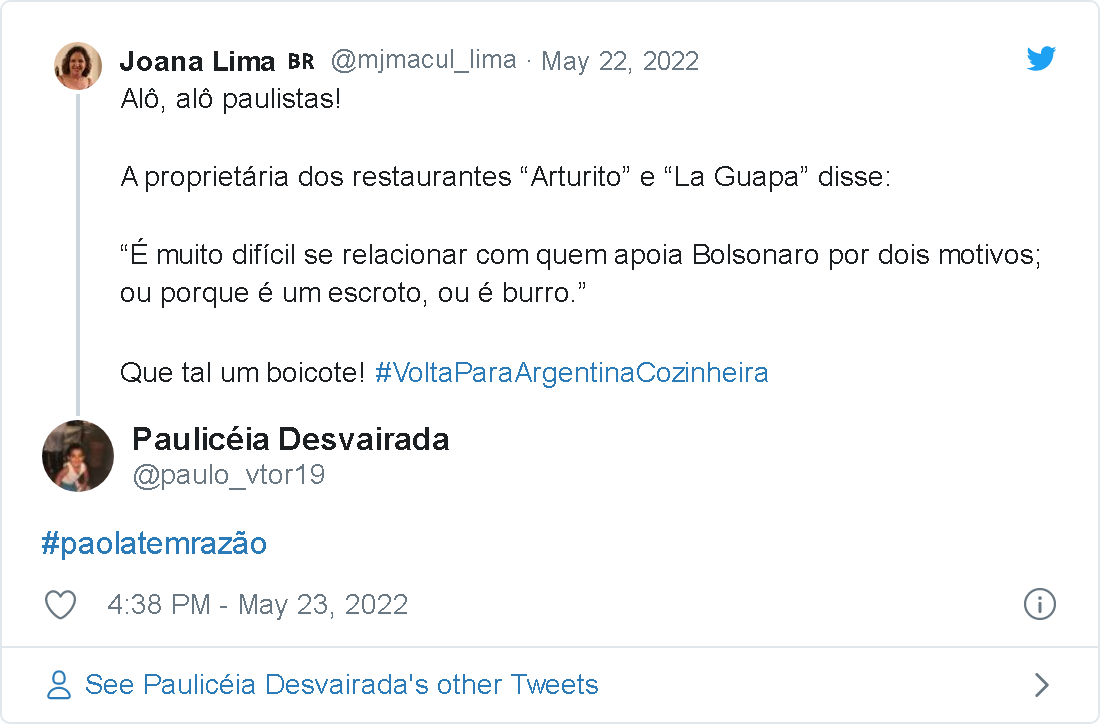 Joana Lima BR @mjmacul_lima · May 22, 2022
Alô, alô paulistas!
A proprietária dos restaurantes “Arturito” e “La Guapa” disse:
“É muito difícil se relacionar com quem apoia Bolsonaro por dois motivos;
ou porque é um escroto, ou é burro.”
Que tal um boicote! #VoltaParaArgentinaCozinheira
Paulicéia Desvairada
@paulo_vtor19
#paolatemrazão
4:38 PM - May 23, 2022
See Paulicéia Desvairada's other Tweets